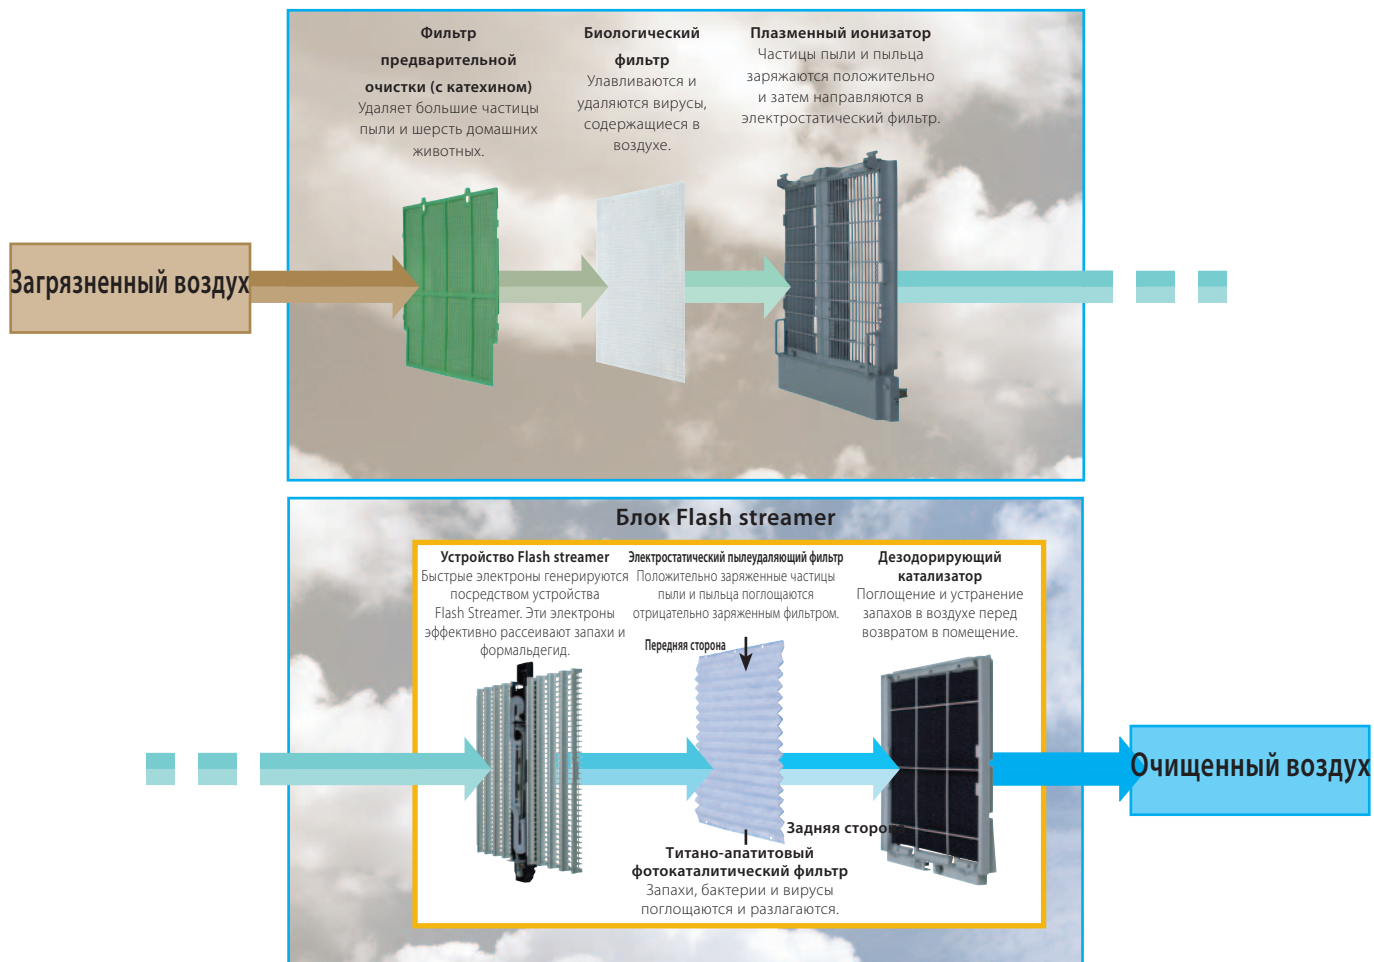 Фильтр
предварительной
очистки (с катехином)
Удаляет большие частицы
пыли и шерсть домашних
животных.
Биологический
фильтр
Улавливаются и
удаляются вирусы,
содержащиеся в
воздухе.
Плазменный ионизатор
Частицы пыли и пыльца
заряжаются положительно
и затем направляются в
электростатический фильтр.
Загрязненный воздух
Блок Flash streamer
Устройство Flash streamer
Быстрые электроны генерируются
посредством устройства
Flash Streamer. Эти электроны
эффективно рассеивают запахи и
формальдегид.
Электростатический пылеудаляющий фильтр
Положительно заряженные частицы
пыли и пыльца поглощаются
отрицательно заряженным фильтром.
Передняя сторона
Дезодорирующий
катализатор
Поглощение и устранение
запахов в воздухе перед
возвратом в помещение.
Очищенный воздух
Задняя сторона
Титано-апатитовый
фотокаталитический фильтр
Запахи, бактерии и вирусы
поглощаются и разлагаются.